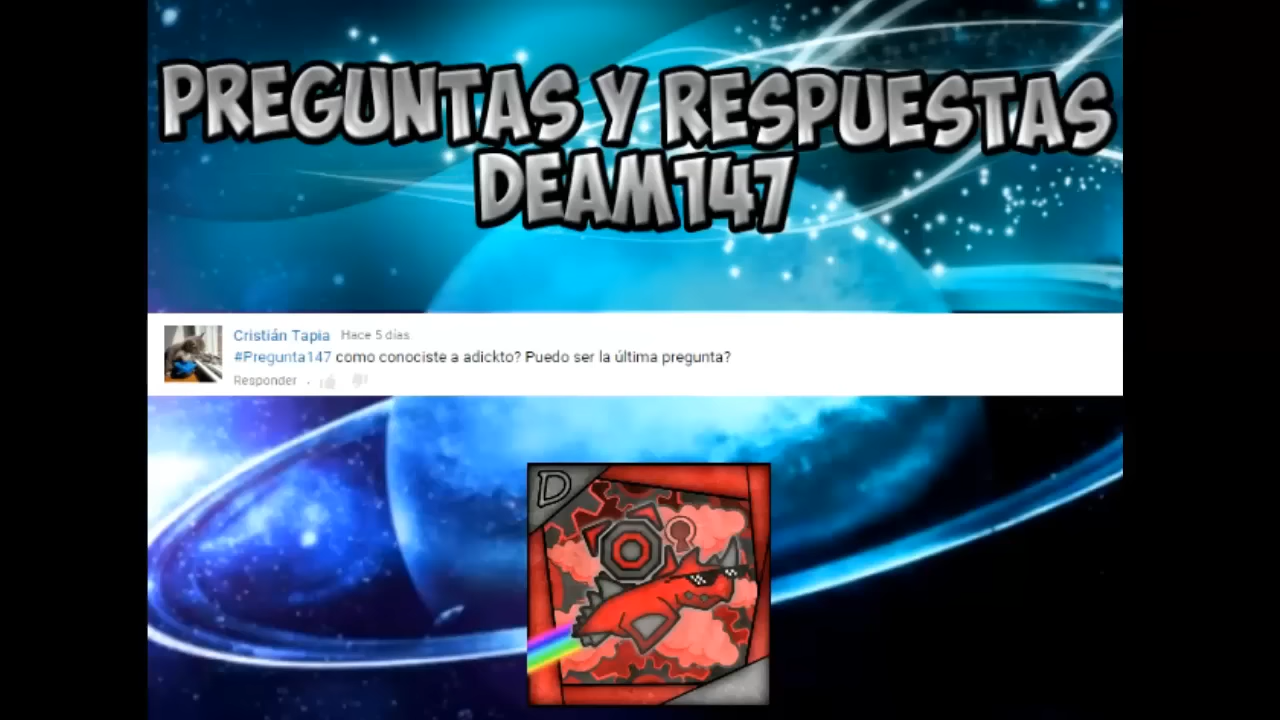 PREGUNTAS Y RESPUESTAS
DEAM147
Cristián Tapia Hace 5 días
#Pregunta147 como conociste a adickto? Puedo ser la última pregunta?
Responder
D